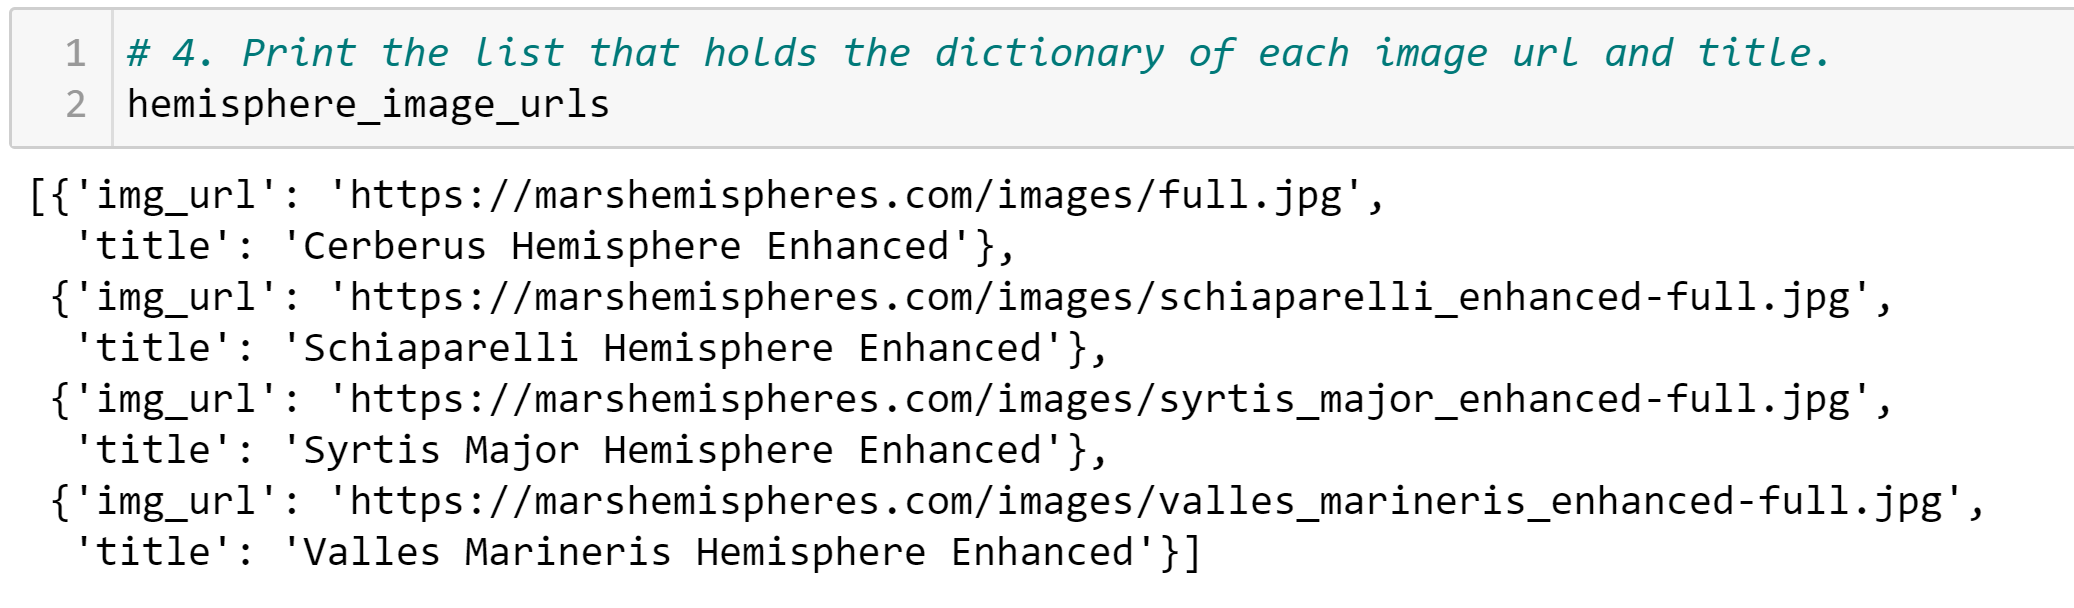 1 # 4. Print the list that holds the dictionary of each image url and title.
2 hemisphere_image_urls
[{'img_url': 'https://marshemispheres.com/images/full.jpg',
  'title': 'Cerberus Hemisphere Enhanced'},
 {'img_url': 'https://marshemispheres.com/images/schiaparelli_enhanced-full.jpg',
  'title': 'Schiaparelli Hemisphere Enhanced'},
 {'img_url': 'https://marshemispheres.com/images/syrtis_major_enhanced-full.jpg',
  'title': 'Syrtis Major Hemisphere Enhanced'},
 {'img_url': 'https://marshemispheres.com/images/valles_marineris_enhanced-full.jpg',
  'title': 'Valles Marineris Hemisphere Enhanced'}]